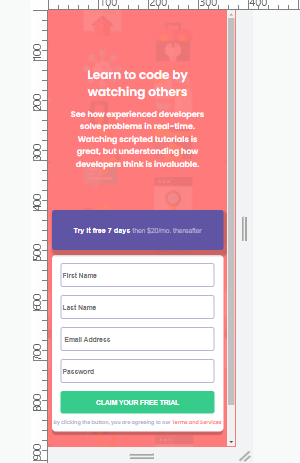 100
200
300
400
100
200
300
400
500
600
700
800
900
Learn to code by
watching others
See how experienced developers
solve problems in real-time.
Watching scripted tutorials is
great, but understanding how
developers think is invaluable.
Try it free 7 days then $20/mo. thereafter
First Name
Last Name
Email Address
Password
CLAIM YOUR FREE TRIAL
By clicking the button, you are agreeing to our Terms and Services